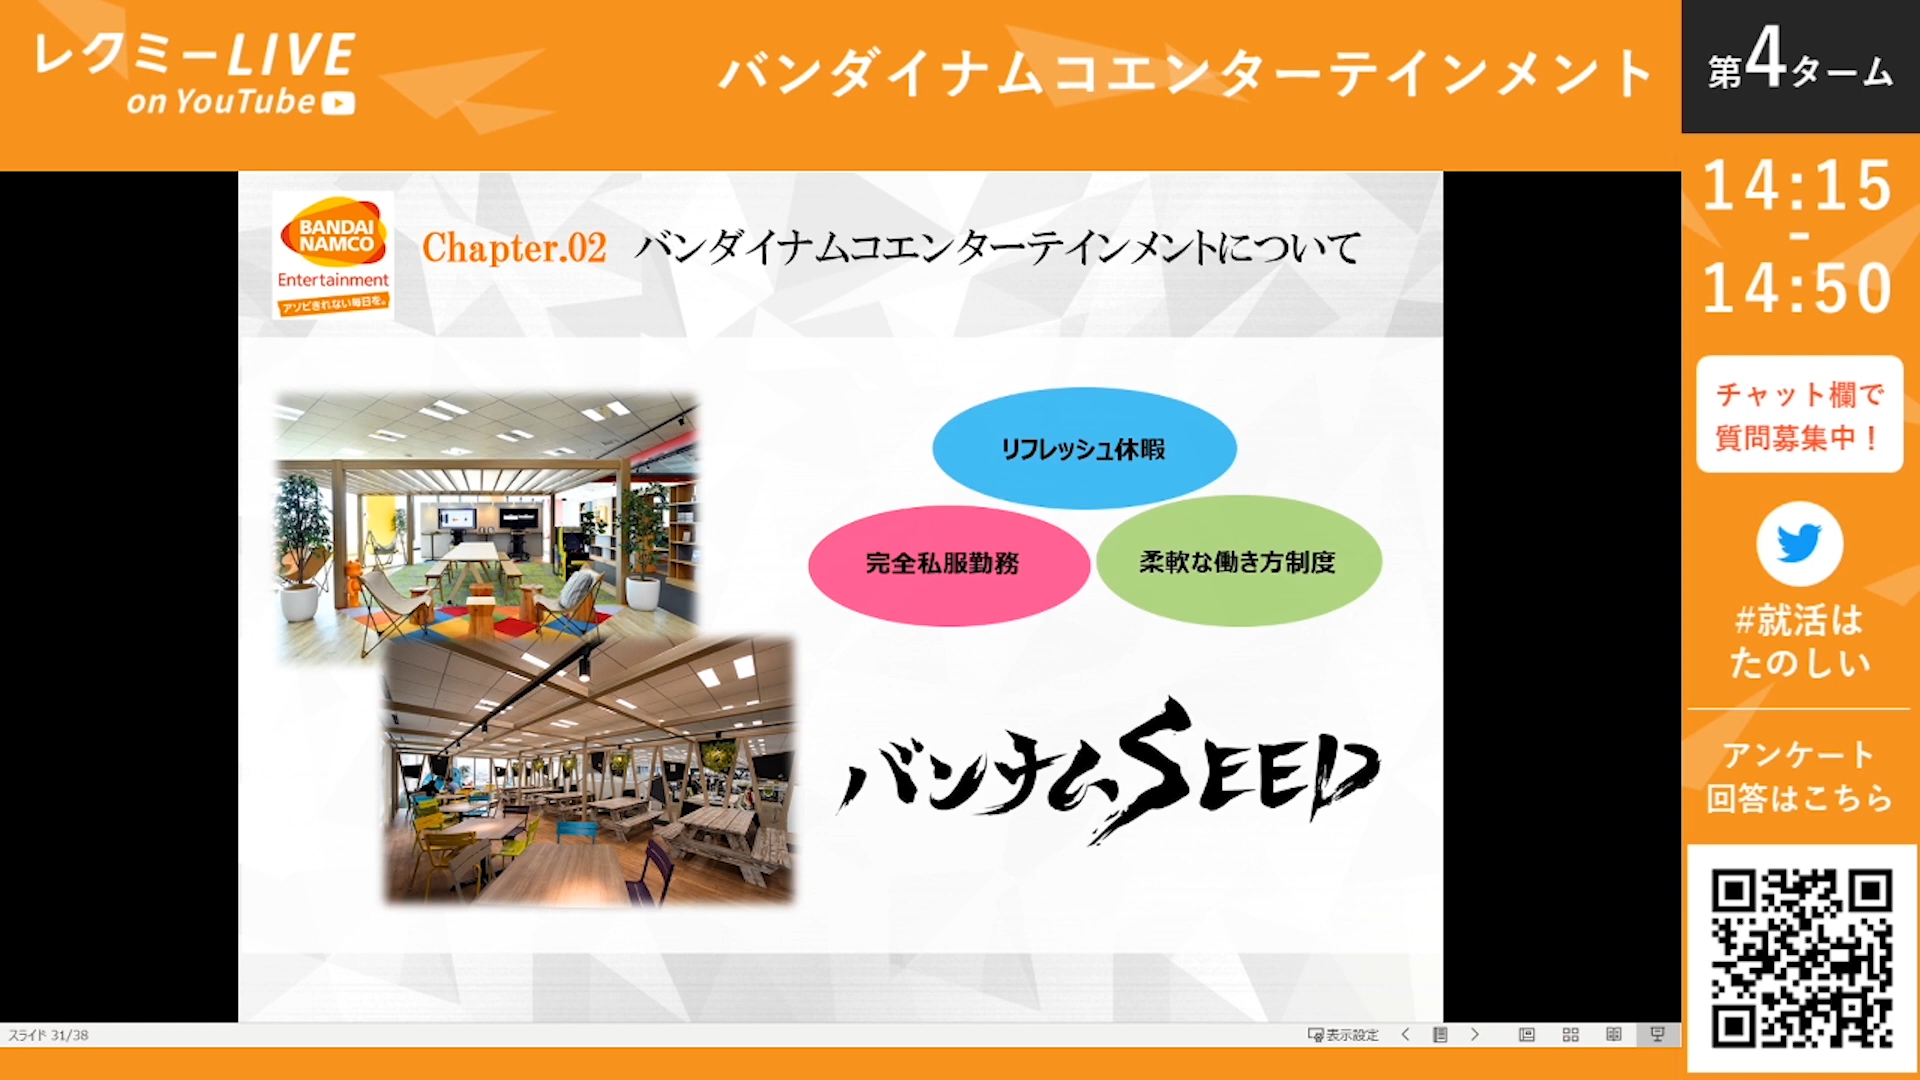 レクミーLIVE
on YouTube
バンダイナムコエンターテインメント
第4ターム
14:15
-
14:50
チャット欄で
質問募集中！
#就活は
たのしい
アンケート
回答はこちら
BANDAI
NAMCO
Entertainment
アソビきれない毎日を。
Chapter.02 バンダイナムコエンターテインメントについて
リフレッシュ休暇
完全私服勤務
柔軟な働き方制度
バンナムSEED
スライド 31/38
表示設定